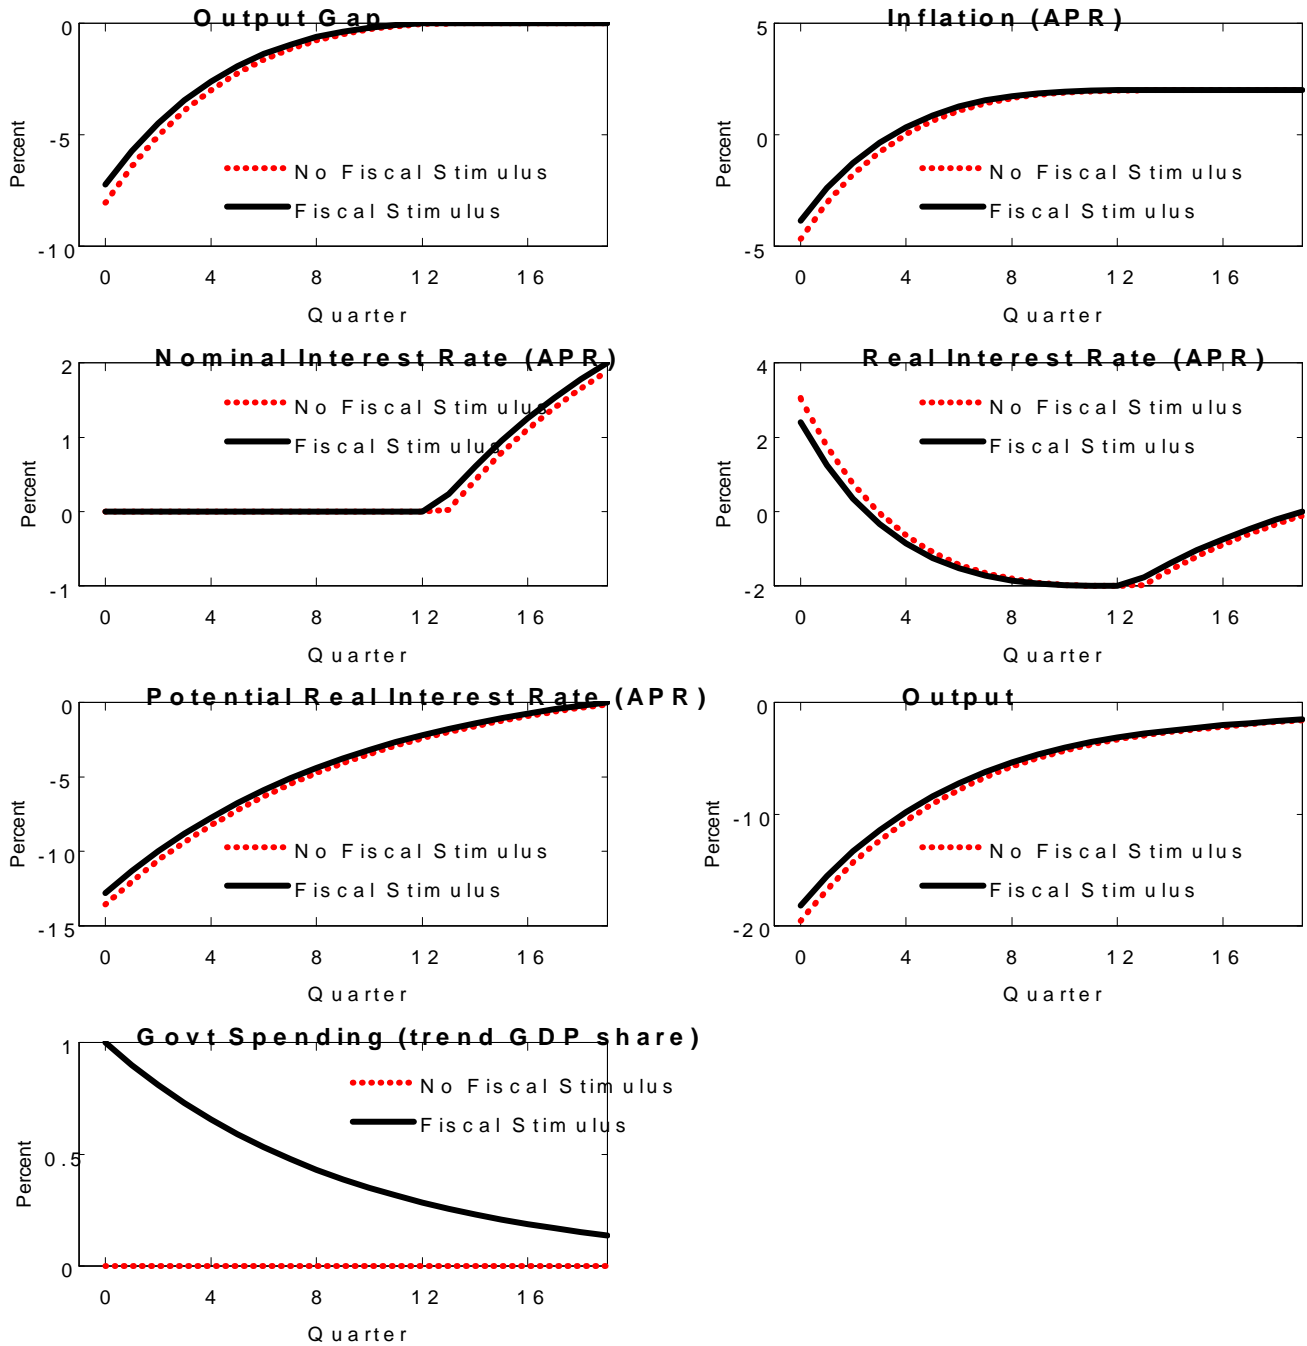 Output Gap
0
-5
-10
Percent
No Fiscal Stimulus
Fiscal Stimulus
0 4 8 12 16
Quarter
Inflation (APR)
5
0
-5
Percent
No Fiscal Stimulus
Fiscal Stimulus
0 4 8 12 16
Quarter
Nominal Interest Rate (APR)
2
1
0
-1
Percent
No Fiscal Stimulus
Fiscal Stimulus
0 4 8 12 16
Quarter
Real Interest Rate (APR)
4
2
0
-2
Percent
No Fiscal Stimulus
Fiscal Stimulus
0 4 8 12 16
Quarter
Potential Real Interest Rate (APR)
0
-5
-10
-15
Percent
No Fiscal Stimulus
Fiscal Stimulus
0 4 8 12 16
Quarter
Output
0
-10
-20
Percent
No Fiscal Stimulus
Fiscal Stimulus
0 4 8 12 16
Quarter
Govt Spending (trend GDP share)
1
0.5
0
Percent
No Fiscal Stimulus
Fiscal Stimulus
0 4 8 12 16
Quarter